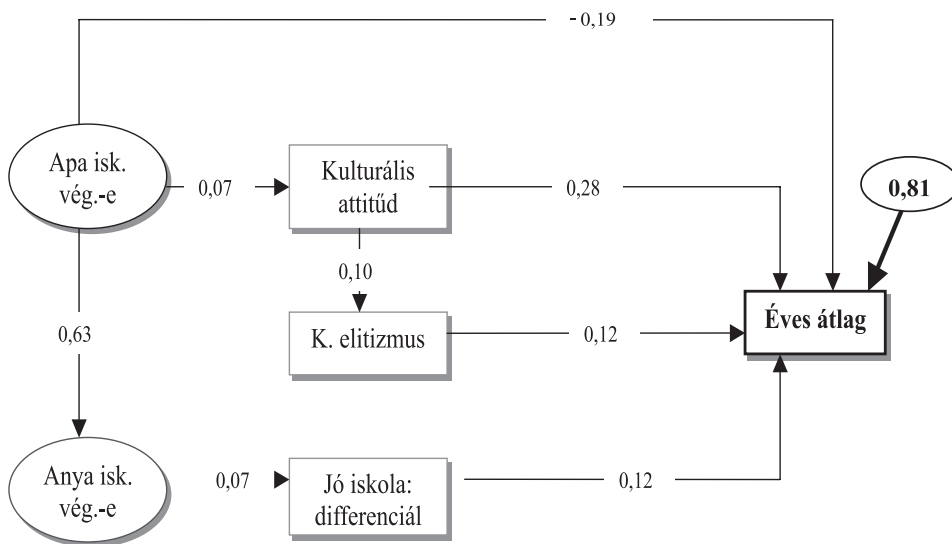 - 0,19
Apa isk.
vég.-e
0,07
Kulturális
attitűd
0,28
0,81
0,10
0,63
K. elitizmus
0,12
Éves átlag
Anya isk.
vég.-e
0,07
Jó iskola:
differenciál
0,12